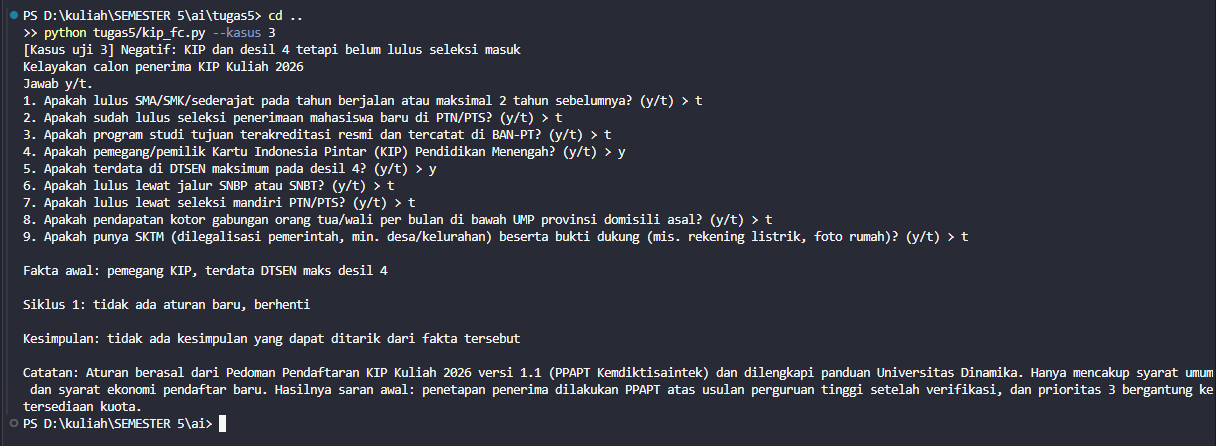 PS D:\kuliah\SEMESTER 5\ai\tugas5> cd ..
>> python tugas5/kip_fc.py --kasus 3
[Kasus uji 3] Negatif: KIP dan desil 4 tetapi belum lulus seleksi masuk
Kelayakan calon penerima KIP Kuliah 2026
Jawab y/t.
1. Apakah lulus SMA/SMK/sederajat pada tahun berjalan atau maksimal 2 tahun sebelumnya? (y/t) > t
2. Apakah sudah lulus seleksi penerimaan mahasiswa baru di PTN/PTS? (y/t) > t
3. Apakah program studi tujuan terakreditasi resmi dan tercatat di BAN-PT? (y/t) > t
4. Apakah pemegang/pemilik Kartu Indonesia Pintar (KIP) Pendidikan Menengah? (y/t) > y
5. Apakah terdata di DTSEN maksimum pada desil 4? (y/t) > y
6. Apakah lulus lewat jalur SNBP atau SNBT? (y/t) > t
7. Apakah lulus lewat seleksi mandiri PTN/PTS? (y/t) > t
8. Apakah pendapatan kotor gabungan orang tua/wali per bulan di bawah UMP provinsi domisili asal? (y/t) > t
9. Apakah punya SKTM (dilegalisasi pemerintah, min. desa/kelurahan) beserta bukti dukung (mis. rekening listrik, foto rumah)? (y/t) > t
Fakta awal: pemegang KIP, terdata DTSEN maks desil 4
Siklus 1: tidak ada aturan baru, berhenti
Kesimpulan: tidak ada kesimpulan yang dapat ditarik dari fakta tersebut
Catatan: Aturan berasal dari Pedoman Pendaftaran KIP Kuliah 2026 versi 1.1 (PPAPT Kemdiktisaintek) dan dilengkapi panduan Universitas Dinamika. Hanya mencakup syarat umum
dan syarat ekonomi pendaftar baru. Hasilnya saran awal: penetapan penerima dilakukan PPAPT atas usulan perguruan tinggi setelah verifikasi, dan prioritas 3 bergantung ke
tersediaan kuota.
PS D:\kuliah\SEMESTER 5\ai>